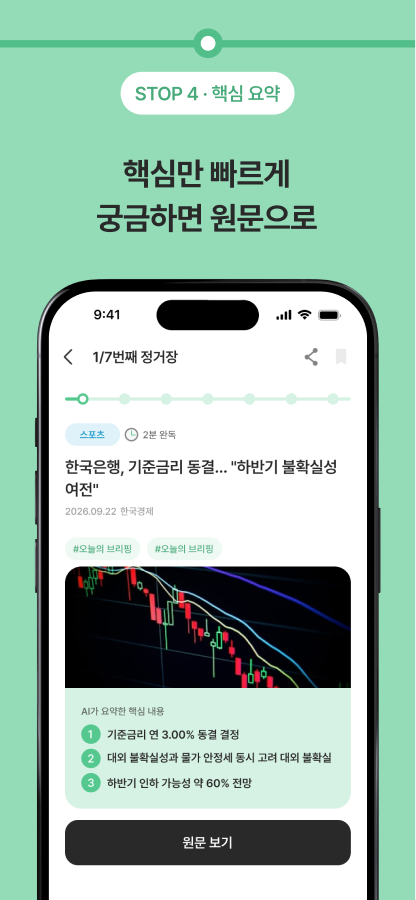 STOP 4 · 핵심 요약
핵심만 빠르게
궁금하면 원문으로
9:41
1/7번째 정거장
스포츠
2분 완독
한국은행, 기준금리 동결... "하반기 불확실성
여전"
2026.09.22 한국경제
#오늘의 브리핑
#오늘의 브리핑
AI가 요약한 핵심 내용
1 기준금리 연 3.00% 동결 결정
2 대외 불확실성과 물가 안정세 동시 고려 대외 불확실
3 하반기 인하 가능성 약 60% 전망
원문 보기